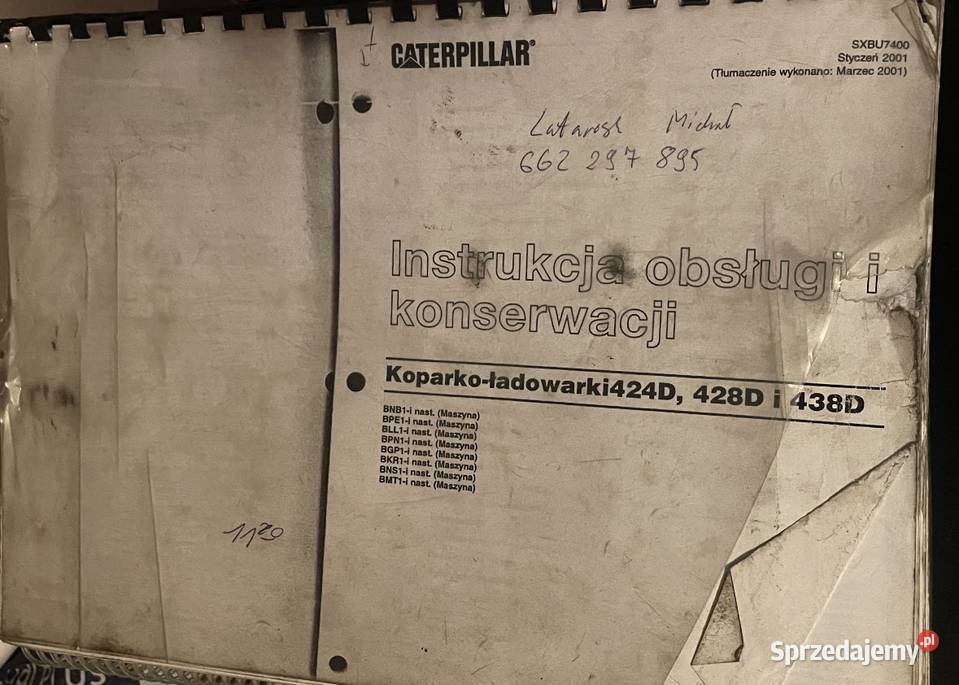 CATERPILLAR®
SXBU7400
Styczeń 2001
(Tłumaczenie wykonano: Marzec 2001)
Michał
662 297 895
Instrukcja obsługi i
konserwacji
Koparko-ładowarki424D, 428D i 438D
BNB1-i nast. (Maszyna)
BPE1-i nast. (Maszyna)
BLL1-i nast. (Maszyna)
BPN1-i nast. (Maszyna)
BGP1-i nast. (Maszyna)
BKR1-i nast. (Maszyna)
BNS1-i nast. (Maszyna)
BMT1-i nast. (Maszyna)
1120
Sprzedajemy.pl